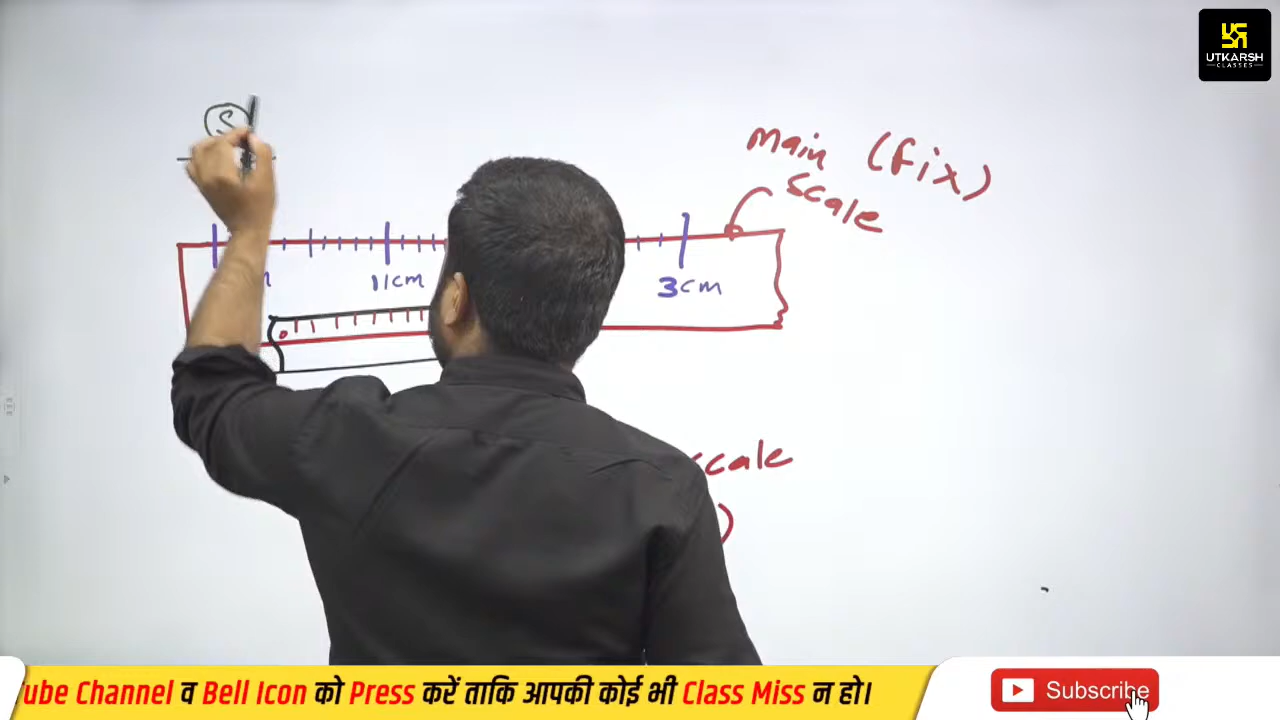 UTKARSH
CLASSES
S
main (fix)
scale
11cm
3cm
scale
)
ube Channel व Bell Icon को Press करें ताकि आपकी कोई भी Class Miss न हो।
Subscribe